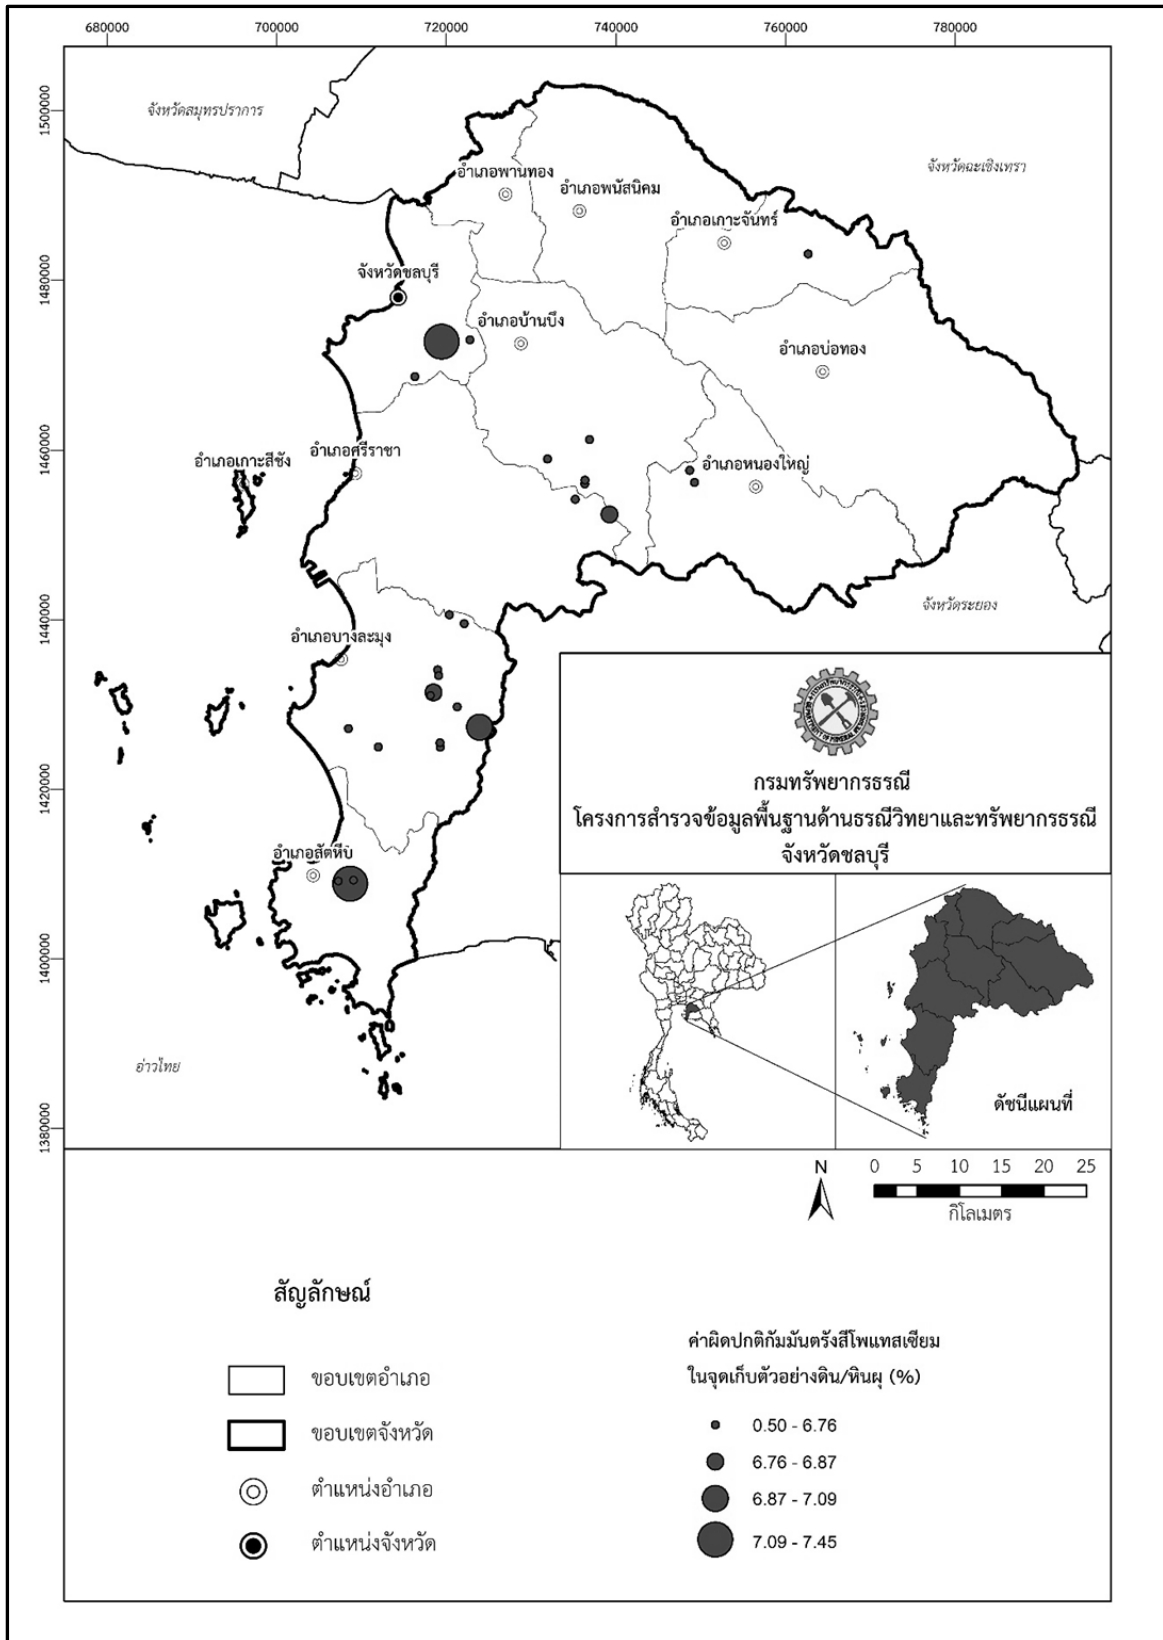 680000 700000 720000 740000 760000 780000
1500000
จังหวัดสมุทรปราการ
จังหวัดฉะเชิงเทรา
อำเภอพานทอง
อำเภอพนัสนิคม
อำเภอเกาะจันทร์
1480000
จังหวัดชลบุรี
อำเภอบ้านบึง
อำเภอบ่อทอง
1460000
อำเภอศรีราชา
อำเภอเกาะสีชัง
อำเภอหนองใหญ่
จังหวัดระยอง
1440000
อำเภอบางละมุง
1420000
กรมทรัพยากรธรณี
โครงการสำรวจข้อมูลพื้นฐานด้านธรณีวิทยาและทรัพยากรธรณี
จังหวัดชลบุรี
อำเภอสัตหีบ
1400000
อ่าวไทย
1380000
ดัชนีแผนที่
N
0 5 10 15 20 25
กิโลเมตร
สัญลักษณ์
ขอบเขตอำเภอ
ขอบเขตจังหวัด
ตำแหน่งอำเภอ
ตำแหน่งจังหวัด
ค่าผิดปกติกัมมันตรังสีโพแทสเซียม
ในจุดเก็บตัวอย่างดิน/หินผุ (%)
0.50 - 6.76
6.76 - 6.87
6.87 - 7.09
7.09 - 7.45